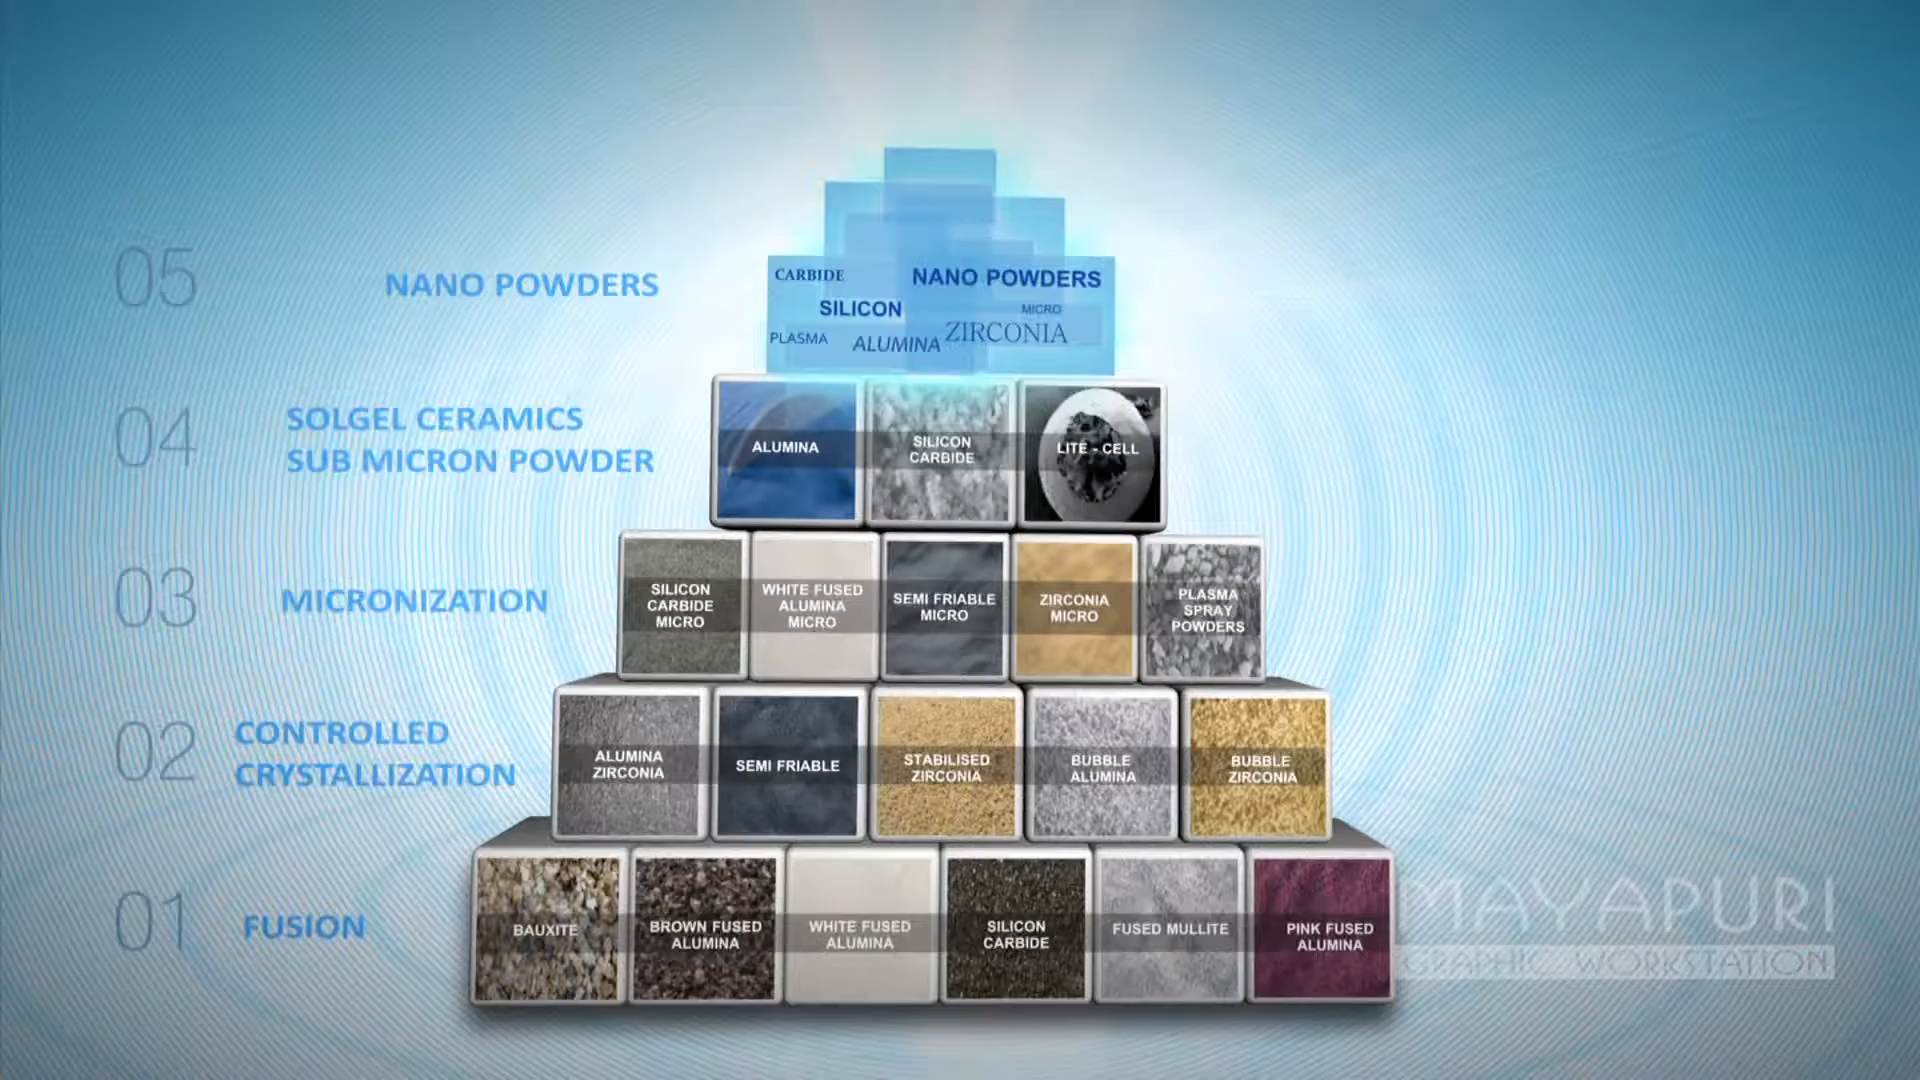 05
NANO POWDERS
CARBIDE
NANO POWDERS
SILICON
MICRO
PLASMA
ALUMINA
ZIRCONIA
04
SOLGEL CERAMICS
SUB MICRON POWDER
ALUMINA
SILICON
CARBIDE
LITE - CELL
03
MICRONIZATION
SILICON
CARBIDE
MICRO
WHITE FUSED
ALUMINA
MICRO
SEMI FRIABLE
MICRO
ZIRCONIA
MICRO
PLASMA
SPRAY
POWDERS
02
CONTROLLED
CRYSTALLIZATION
ALUMINA
ZIRCONIA
SEMI FRIABLE
STABILISED
ZIRCONIA
BUBBLE
ALUMINA
BUBBLE
ZIRCONIA
01
FUSION
BAUXITE
BROWN FUSED
ALUMINA
WHITE FUSED
ALUMINA
SILICON
CARBIDE
FUSED MULLITE
PINK FUSED
ALUMINA
MAYAPURI
GRAPHIC WORKSTATION